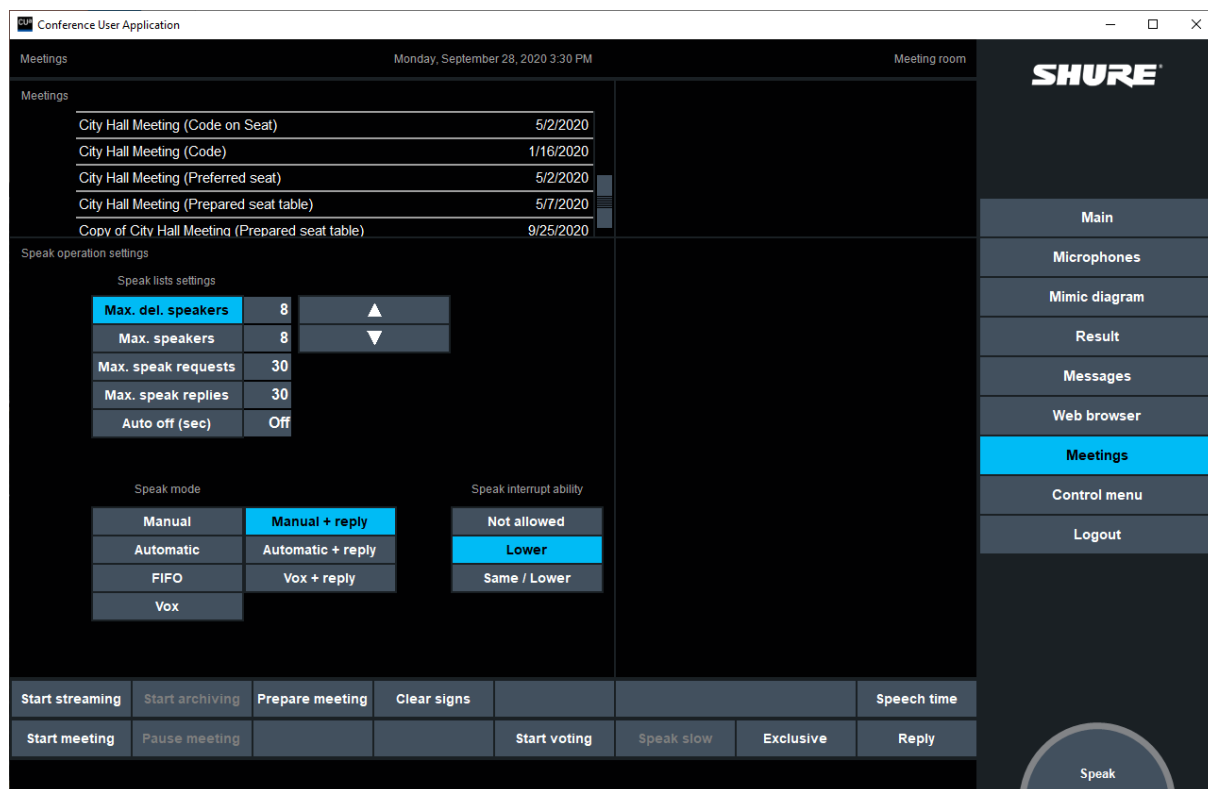 CUa Conference User Application
Meetings Monday, September 28, 2020 3:30 PM Meeting room
SHURE
Meetings
City Hall Meeting (Code on Seat) 5/2/2020
City Hall Meeting (Code) 1/16/2020
City Hall Meeting (Preferred seat) 5/2/2020
City Hall Meeting (Prepared seat table) 5/7/2020
Copy of City Hall Meeting (Prepared seat table) 9/25/2020
Speak operation settings
Speak lists settings
Max. del. speakers 8
Max. speakers 8
Max. speak requests 30
Max. speak replies 30
Auto off (sec) Off
Speak mode
Manual Manual + reply
Automatic Automatic + reply
FIFO Vox + reply
Vox
Speak interrupt ability
Not allowed
Lower
Same / Lower
Main
Microphones
Mimic diagram
Result
Messages
Web browser
Meetings
Control menu
Logout
Start streaming Start archiving Prepare meeting Clear signs Speech time
Start meeting Pause meeting Start voting Speak slow Exclusive Reply
Speak